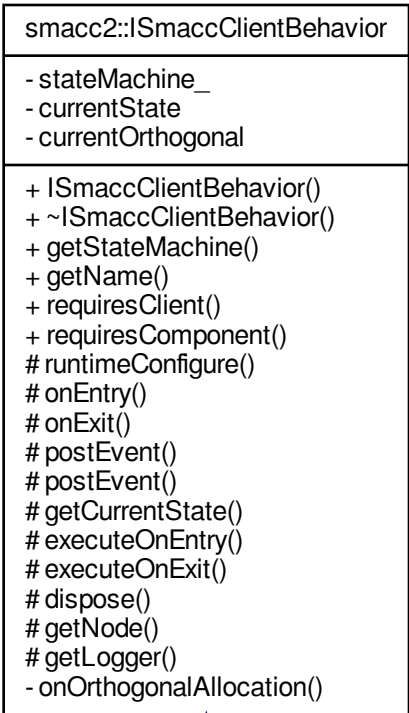 smacc2::ISmaccClientBehavior
- stateMachine_
- currentState
- currentOrthogonal
+ ISmaccClientBehavior()
+ ~ISmaccClientBehavior()
+ getStateMachine()
+ getName()
+ requiresClient()
+ requiresComponent()
# runtimeConfigure()
# onEntry()
# onExit()
# postEvent()
# postEvent()
# getCurrentState()
# executeOnEntry()
# executeOnExit()
# dispose()
# getNode()
# getLogger()
- onOrthogonalAllocation()